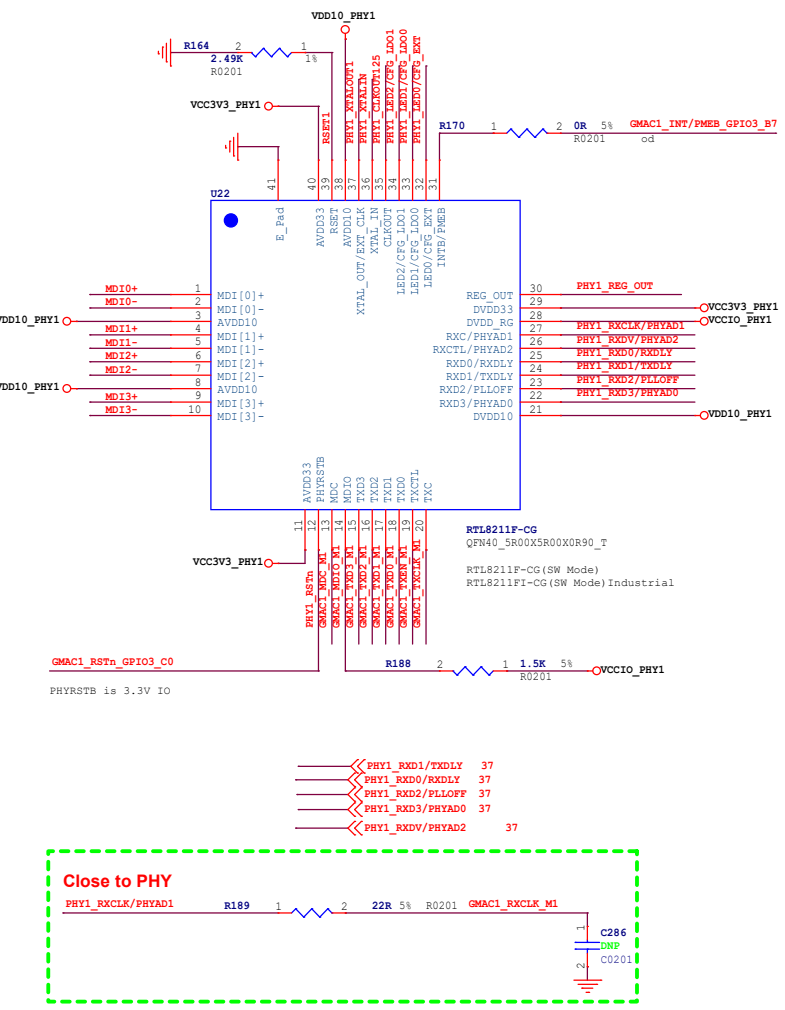 VDD10_PHY1
R164 2 1
2.49K 1%
R0201
VCC3V3_PHY1
RSET1
PHY1_XTALOUT1
PHY1_XTALIN
PHY1_CLKOUT125
PHY1_LED2/CFG_LDO1
PHY1_LED1/CFG_LDO0
PHY1_LED0/CFG_EXT
R170 1 2 0R 5% GMAC1_INT/PMEB_GPIO3_B7
R0201 od
U22
41 E_Pad
40 AVDD33
39 RSET
38 AVDD10
37 XTAL_OUT/EXT_CLK
36 XTAL_IN
35 CLKOUT
34 LED2/CFG_LDO1
33 LED1/CFG_LDO0
32 LED0/CFG_EXT
31 INTB/PMEB
MDI0+ 1 MDI[0]+
MDI0- 2 MDI[0]-
VDD10_PHY1 3 AVDD10
MDI1+ 4 MDI[1]+
MDI1- 5 MDI[1]-
MDI2+ 6 MDI[2]+
MDI2- 7 MDI[2]-
VDD10_PHY1 8 AVDD10
MDI3+ 9 MDI[3]+
MDI3- 10 MDI[3]-
REG_OUT 30 PHY1_REG_OUT
DVDD33 29 VCC3V3_PHY1
DVDD_RG 28 VCCIO_PHY1
RXC/PHYAD1 27 PHY1_RXCLK/PHYAD1
RXCTL/PHYAD2 26 PHY1_RXDV/PHYAD2
RXD0/RXDLY 25 PHY1_RXD0/RXDLY
RXD1/TXDLY 24 PHY1_RXD1/TXDLY
RXD2/PLLOFF 23 PHY1_RXD2/PLLOFF
RXD3/PHYAD0 22 PHY1_RXD3/PHYAD0
DVDD10 21 VDD10_PHY1
AVDD33 11
PHYRSTB 12
MDC 13
MDIO 14
TXD3 15
TXD2 16
TXD1 17
TXD0 18
TXCTL 19
TXC 20
RTL8211F-CG
QFN40_5R00X5R00X0R90_T
RTL8211F-CG(SW Mode)
RTL8211FI-CG(SW Mode)Industrial
VCC3V3_PHY1
PHY1_RSTn
GMAC1_MDC_M1
GMAC1_MDIO_M1
GMAC1_TXD3_M1
GMAC1_TXD2_M1
GMAC1_TXD1_M1
GMAC1_TXD0_M1
GMAC1_TXEN_M1
GMAC1_TXCLK_M1
GMAC1_RSTn_GPIO3_C0
R188 2 1 1.5K 5% VCCIO_PHY1
R0201
PHYRSTB is 3.3V IO
PHY1_RXD1/TXDLY 37
PHY1_RXD0/RXDLY 37
PHY1_RXD2/PLLOFF 37
PHY1_RXD3/PHYAD0 37
PHY1_RXDV/PHYAD2 37
Close to PHY
PHY1_RXCLK/PHYAD1 R189 1 2 22R 5% R0201 GMAC1_RXCLK_M1
1 C286
DNP
2 C0201